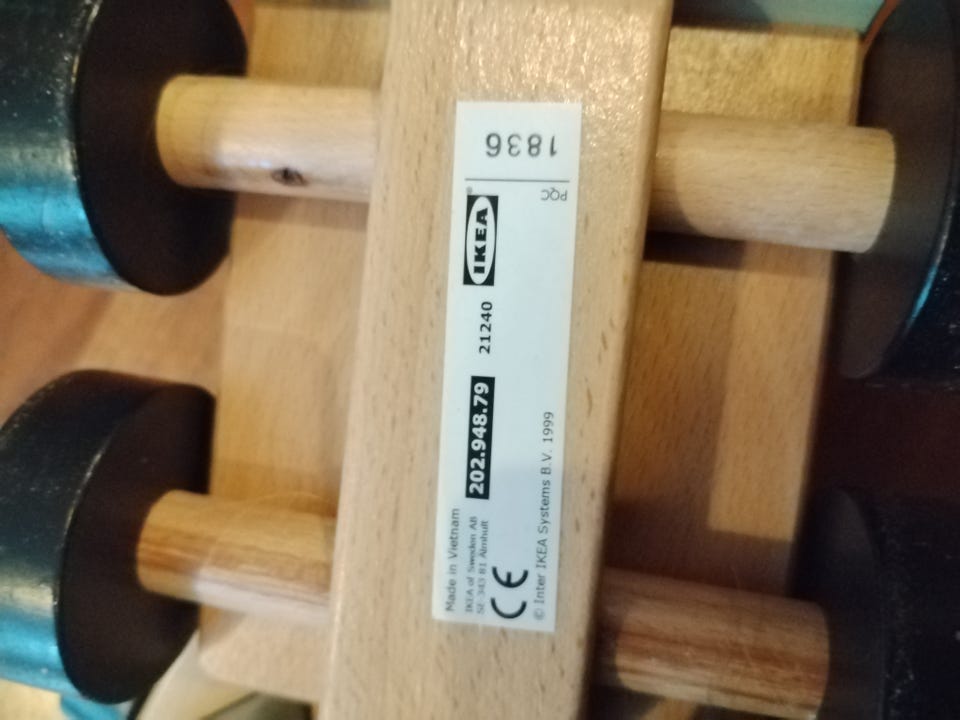 Made in Vietnam
IKEA of Sweden AB
SE-343 81 Älmhult
202.948.79 21240 IKEA®
CE
© Inter IKEA Systems B.V. 1999
PQC
1836